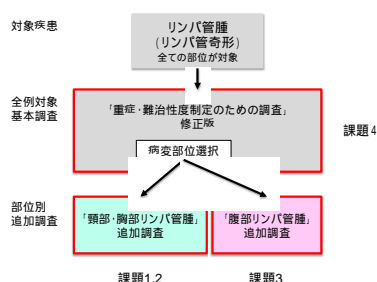 対象疾患
リンパ管腫
(リンパ管奇形)
全ての部位が対象
全例対象
基本調査
「重症・難治性度制定のための調査」
修正版
課題4
病変部位選択
部位別
追加調査
「頸部・胸部リンパ管腫」
追加調査
「腹部リンパ管腫」
追加調査
課題1,2
課題3